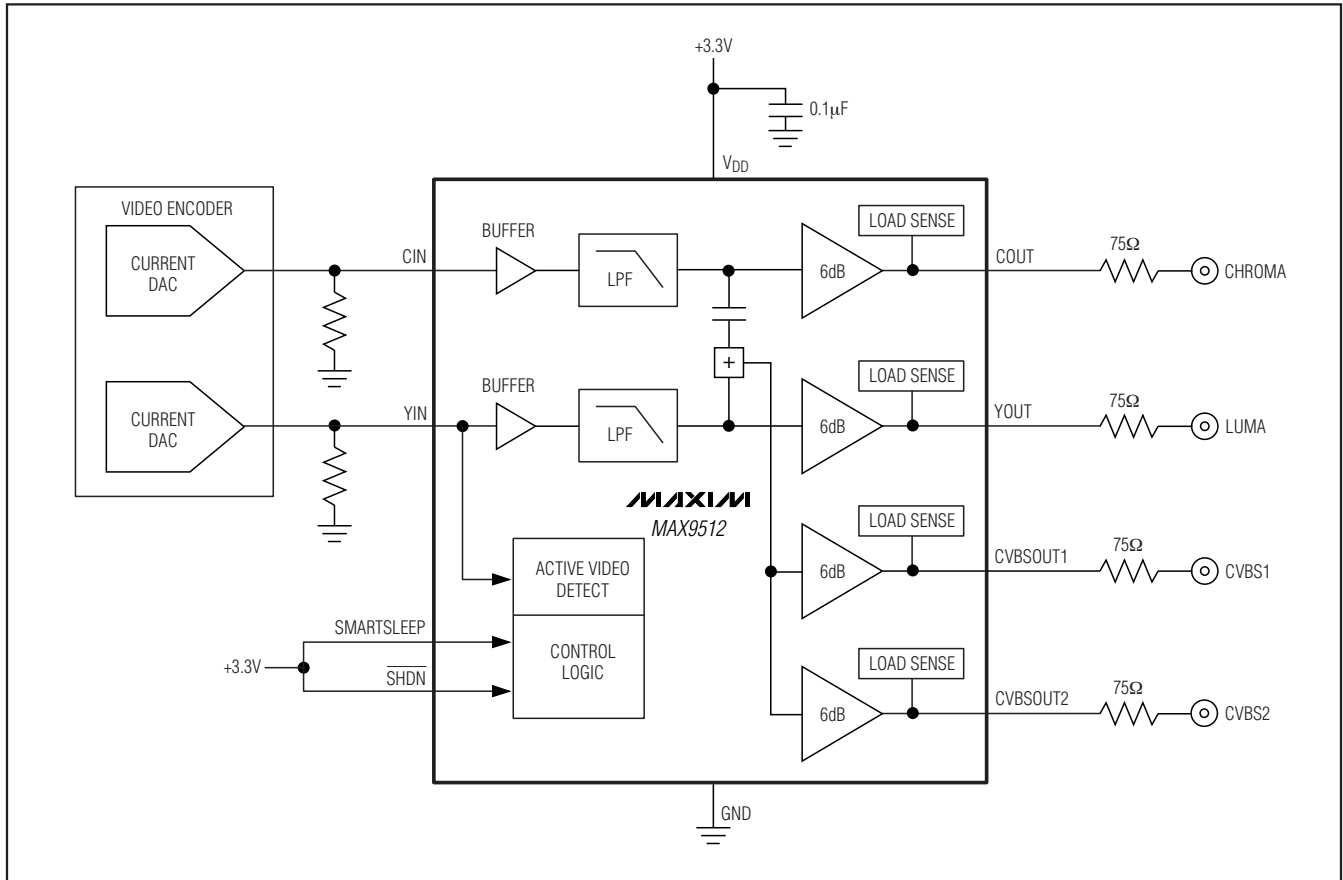 +3.3V
0.1µF
VDD
VIDEO ENCODER
CURRENT
DAC
CIN
BUFFER
LPF
6dB
LOAD SENSE
COUT
75Ω
CHROMA
+
CURRENT
DAC
YIN
BUFFER
LPF
6dB
LOAD SENSE
YOUT
75Ω
LUMA
MAXIM
MAX9512
ACTIVE VIDEO
DETECT
CONTROL
LOGIC
6dB
LOAD SENSE
CVBSOUT1
75Ω
CVBS1
+3.3V
SMARTSLEEP
SHDN
6dB
LOAD SENSE
CVBSOUT2
75Ω
CVBS2
GND